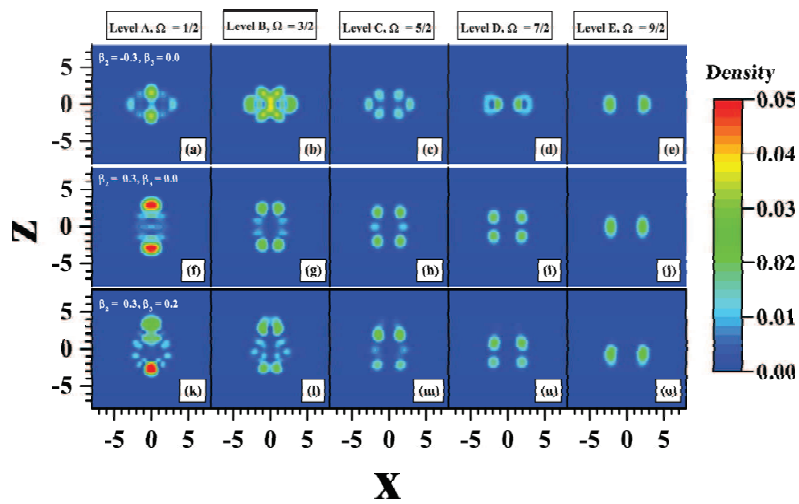 Level A, Ω = 1/2 Level B, Ω = 3/2 Level C, Ω = 5/2 Level D, Ω = 7/2 Level E, Ω = 9/2
Density
β₂ = -0.3, β₃ = 0.0
5
0
-5
(a) (b) (c) (d) (e)
0.05
0.04
0.03
0.02
0.01
0.00
β₂ = 0.3, β₃ = 0.0
5
0
-5
(f) (g) (h) (i) (j)
Z
β₂ = 0.3, β₃ = 0.2
5
0
-5
(k) (l) (m) (n) (o)
-5 0 5 -5 0 5 -5 0 5 -5 0 5 -5 0 5
X